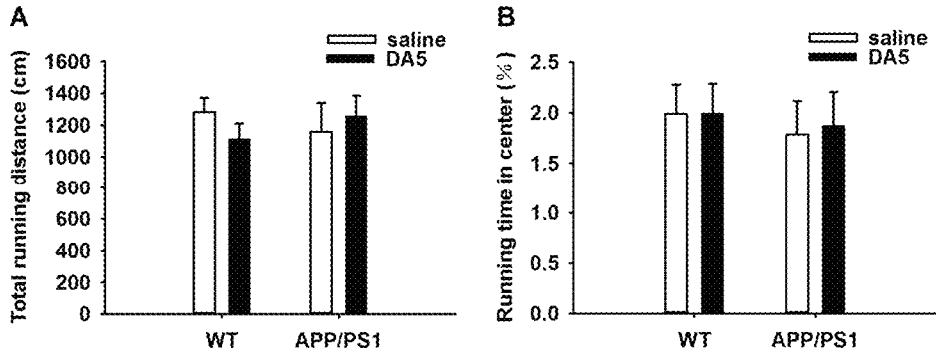 A
saline
DA5
Total running distance (cm)
1600
1400
1200
1000
800
600
400
200
0
WT APP/PS1
B
saline
DA5
Running time in center (%)
2.5
2.0
1.5
1.0
0.5
0.0
WT APP/PS1